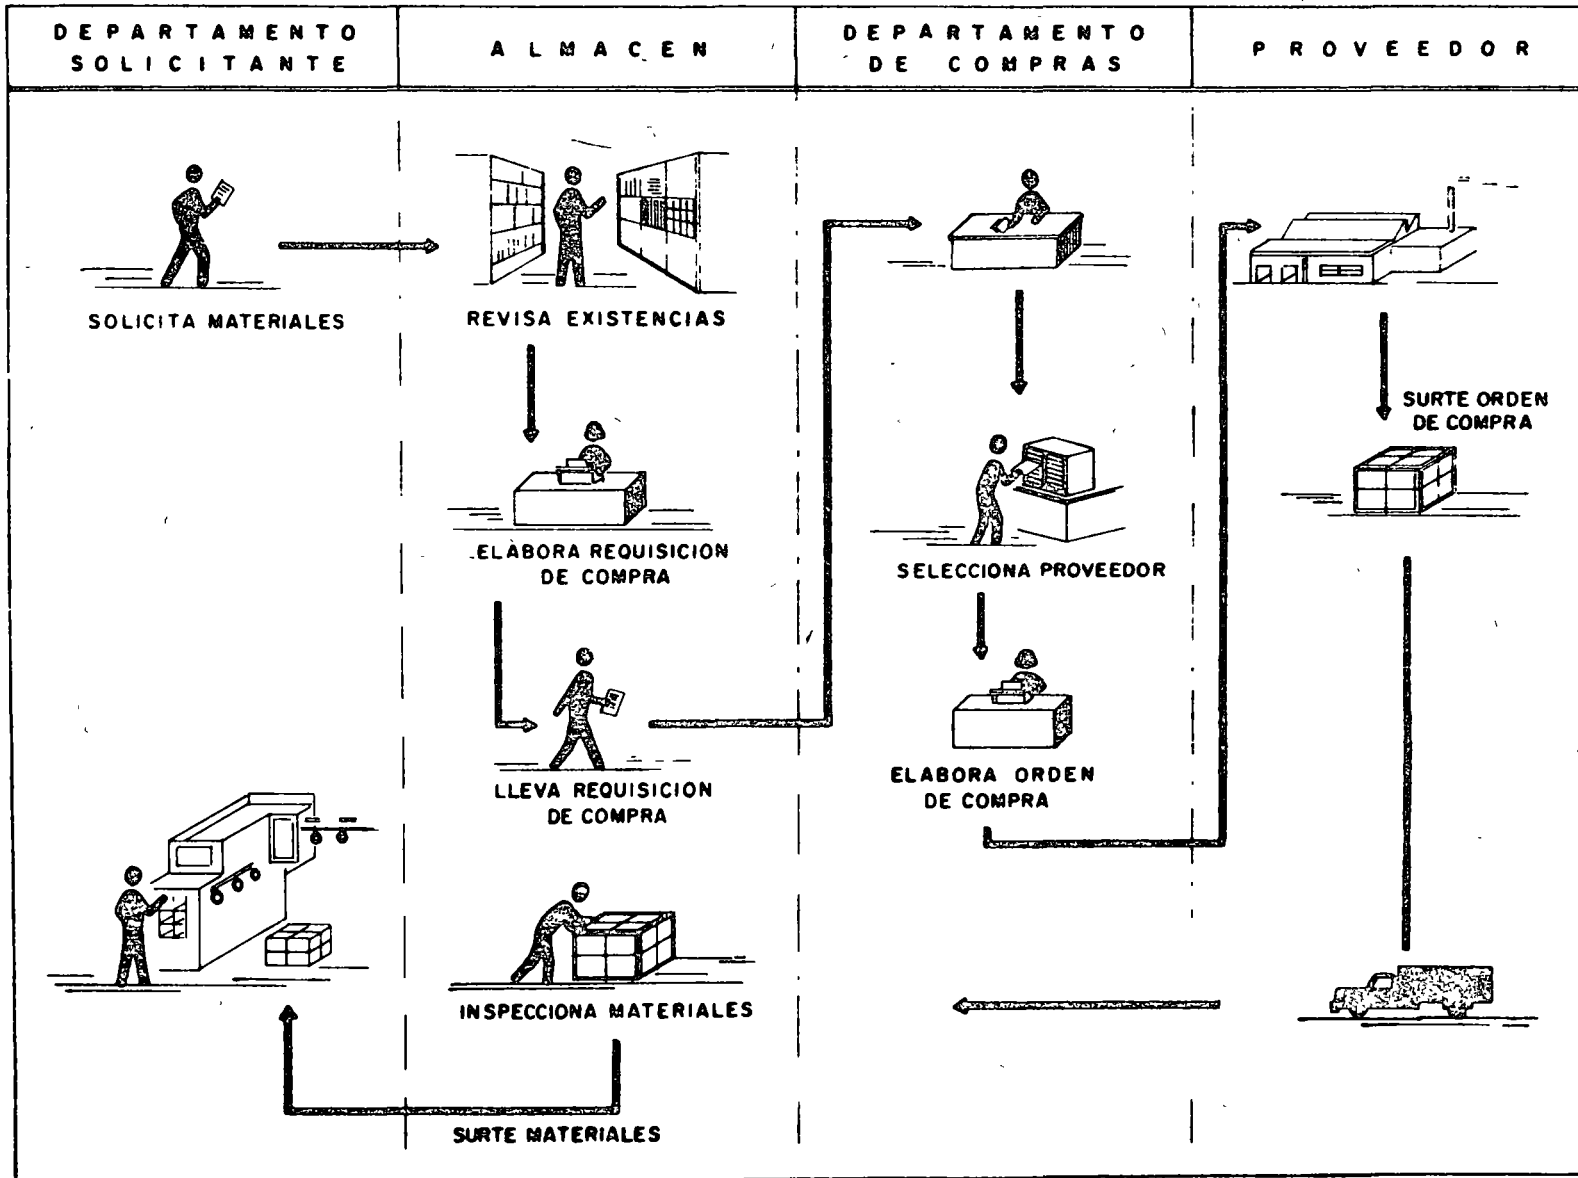 DEPARTAMENTO
SOLICITANTE
ALMACEN
DEPARTAMENTO
DE COMPRAS
PROVEEDOR
SOLICITA MATERIALES
REVISA EXISTENCIAS
SURTE ORDEN
DE COMPRA
ELABORA REQUISICION
DE COMPRA
SELECCIONA PROVEEDOR
LLEVA REQUISICION
DE COMPRA
ELABORA ORDEN
DE COMPRA
INSPECCIONA MATERIALES
SURTE MATERIALES